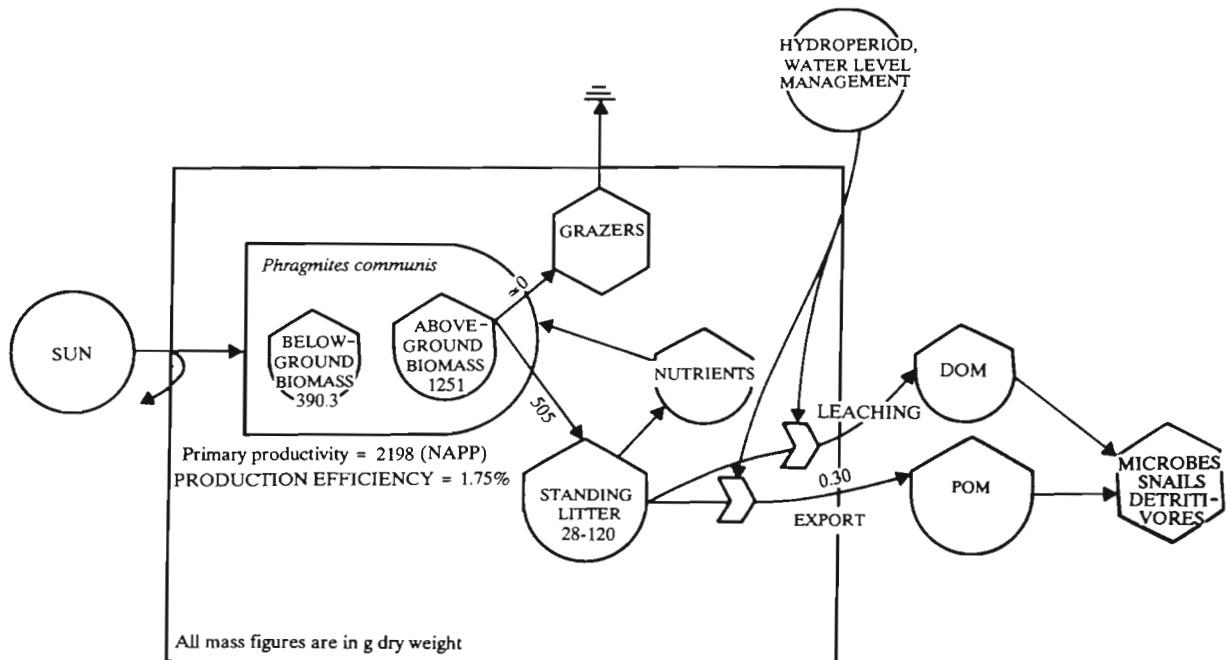 HYDROPERIOD,
WATER LEVEL
MANAGEMENT
GRAZERS
Phragmites communis
≈0
SUN
BELOW-
GROUND
BIOMASS
390.3
ABOVE-
GROUND
BIOMASS
1251
NUTRIENTS
DOM
505
LEACHING
Primary productivity = 2198 (NAPP)
PRODUCTION EFFICIENCY = 1.75%
STANDING
LITTER
28-120
0.30
EXPORT
POM
MICROBES
SNAILS
DETRITI-
VORES
All mass figures are in g dry weight